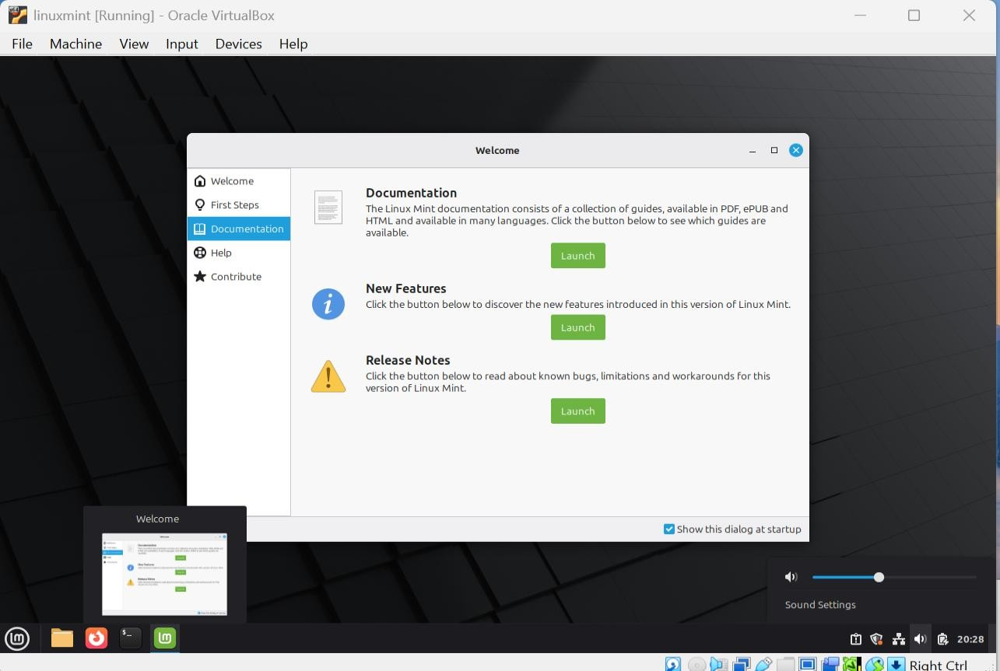 linuxmint [Running] - Oracle VirtualBox
File Machine View Input Devices Help
Welcome
Welcome
First Steps
Documentation
Help
Contribute
Documentation
The Linux Mint documentation consists of a collection of guides, available in PDF, ePUB and
HTML and available in many languages. Click the button below to see which guides are
available.
Launch
New Features
Click the button below to discover the new features introduced in this version of Linux Mint.
Launch
Release Notes
Click the button below to read about known bugs, limitations and workarounds for this
version of Linux Mint.
Launch
Show this dialog at startup
Welcome
Sound Settings
20:28
Right Ctrl